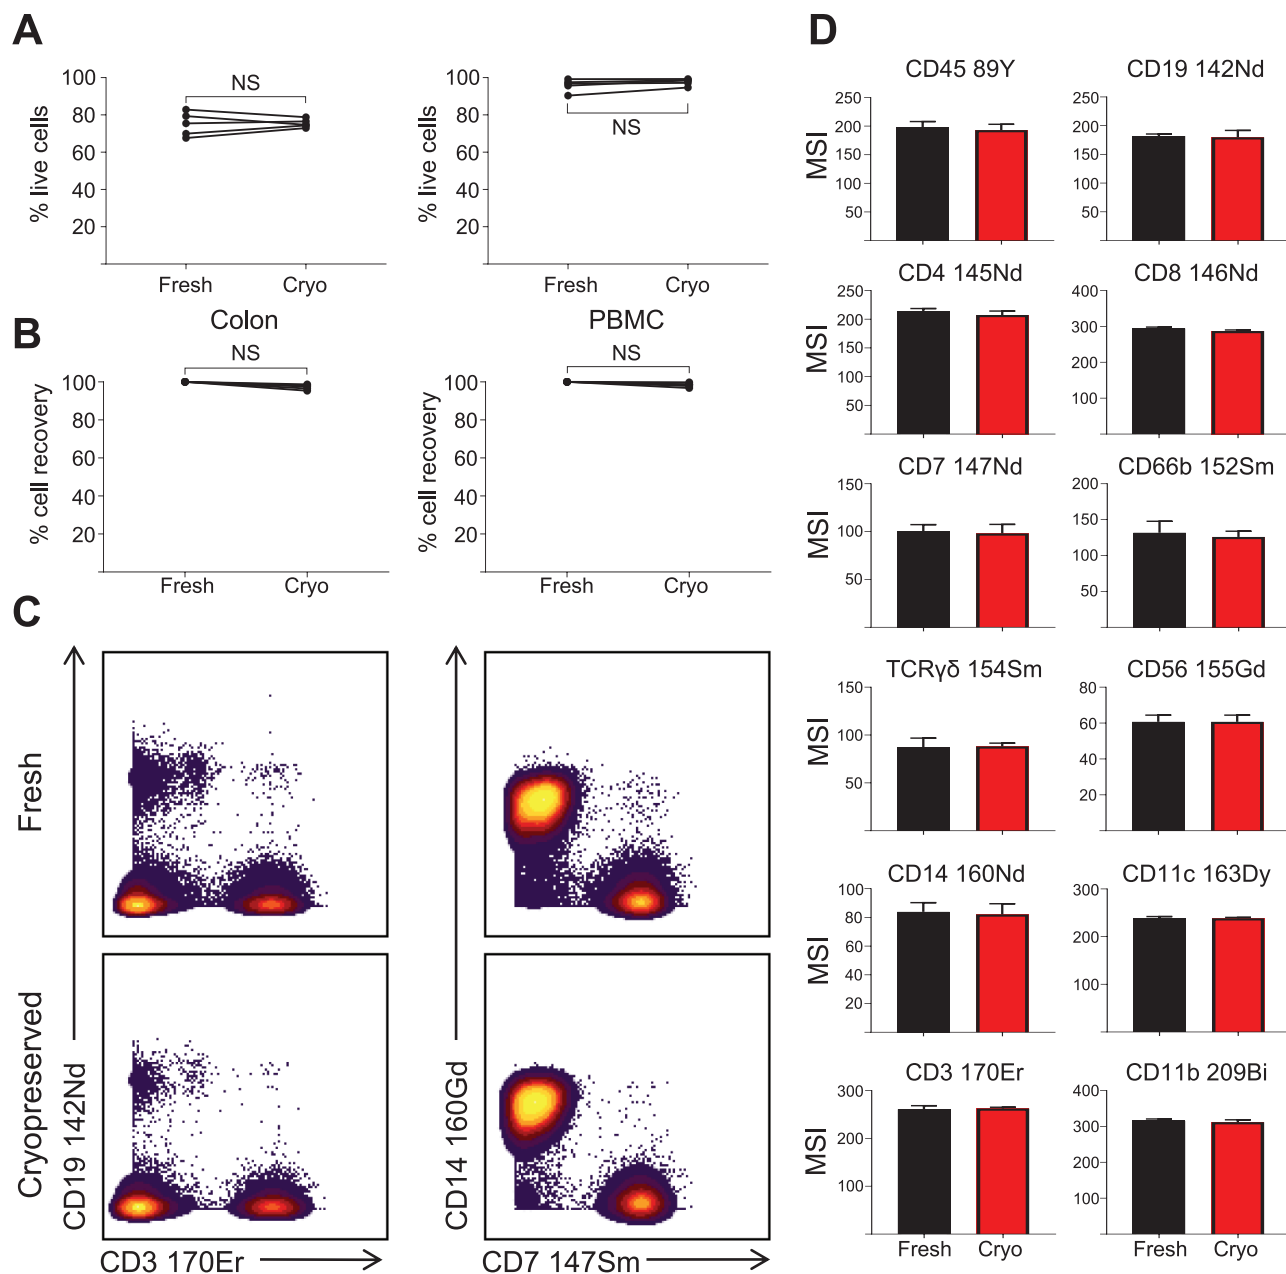 A
NS
% live cells
100
80
60
40
20
Fresh
Cryo
% live cells
100
80
60
40
20
NS
Fresh
Cryo
B
Colon
NS
% cell recovery
100
80
60
40
20
Fresh
Cryo
PBMC
NS
% cell recovery
100
80
60
40
20
Fresh
Cryo
C
Fresh
Cryopreserved
CD19 142Nd
CD3 170Er
CD14 160Gd
CD7 147Sm
D
CD45 89Y
MSI
250
200
150
100
50
CD19 142Nd
250
200
150
100
50
CD4 145Nd
MSI
250
200
150
100
50
CD8 146Nd
400
300
200
100
CD7 147Nd
MSI
150
100
50
CD66b 152Sm
200
150
100
50
TCRγδ 154Sm
MSI
150
100
50
CD56 155Gd
80
60
40
20
CD14 160Nd
MSI
100
80
60
40
20
CD11c 163Dy
300
200
100
CD3 170Er
MSI
300
200
100
Fresh
Cryo
CD11b 209Bi
400
300
200
100
Fresh
Cryo